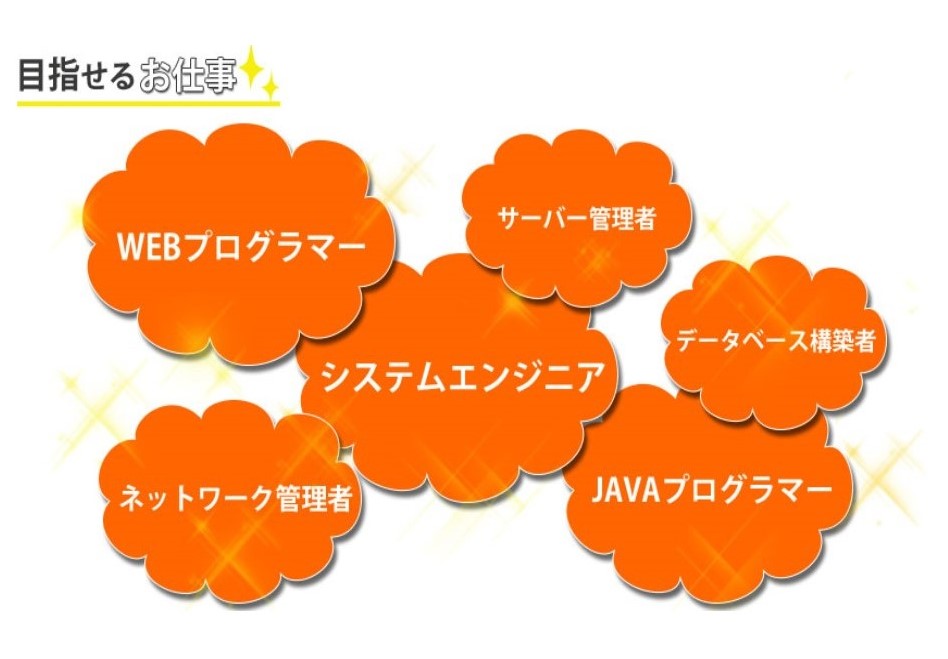 目指せるお仕事
WEBプログラマー
サーバー管理者
データベース構築者
システムエンジニア
ネットワーク管理者
JAVAプログラマー